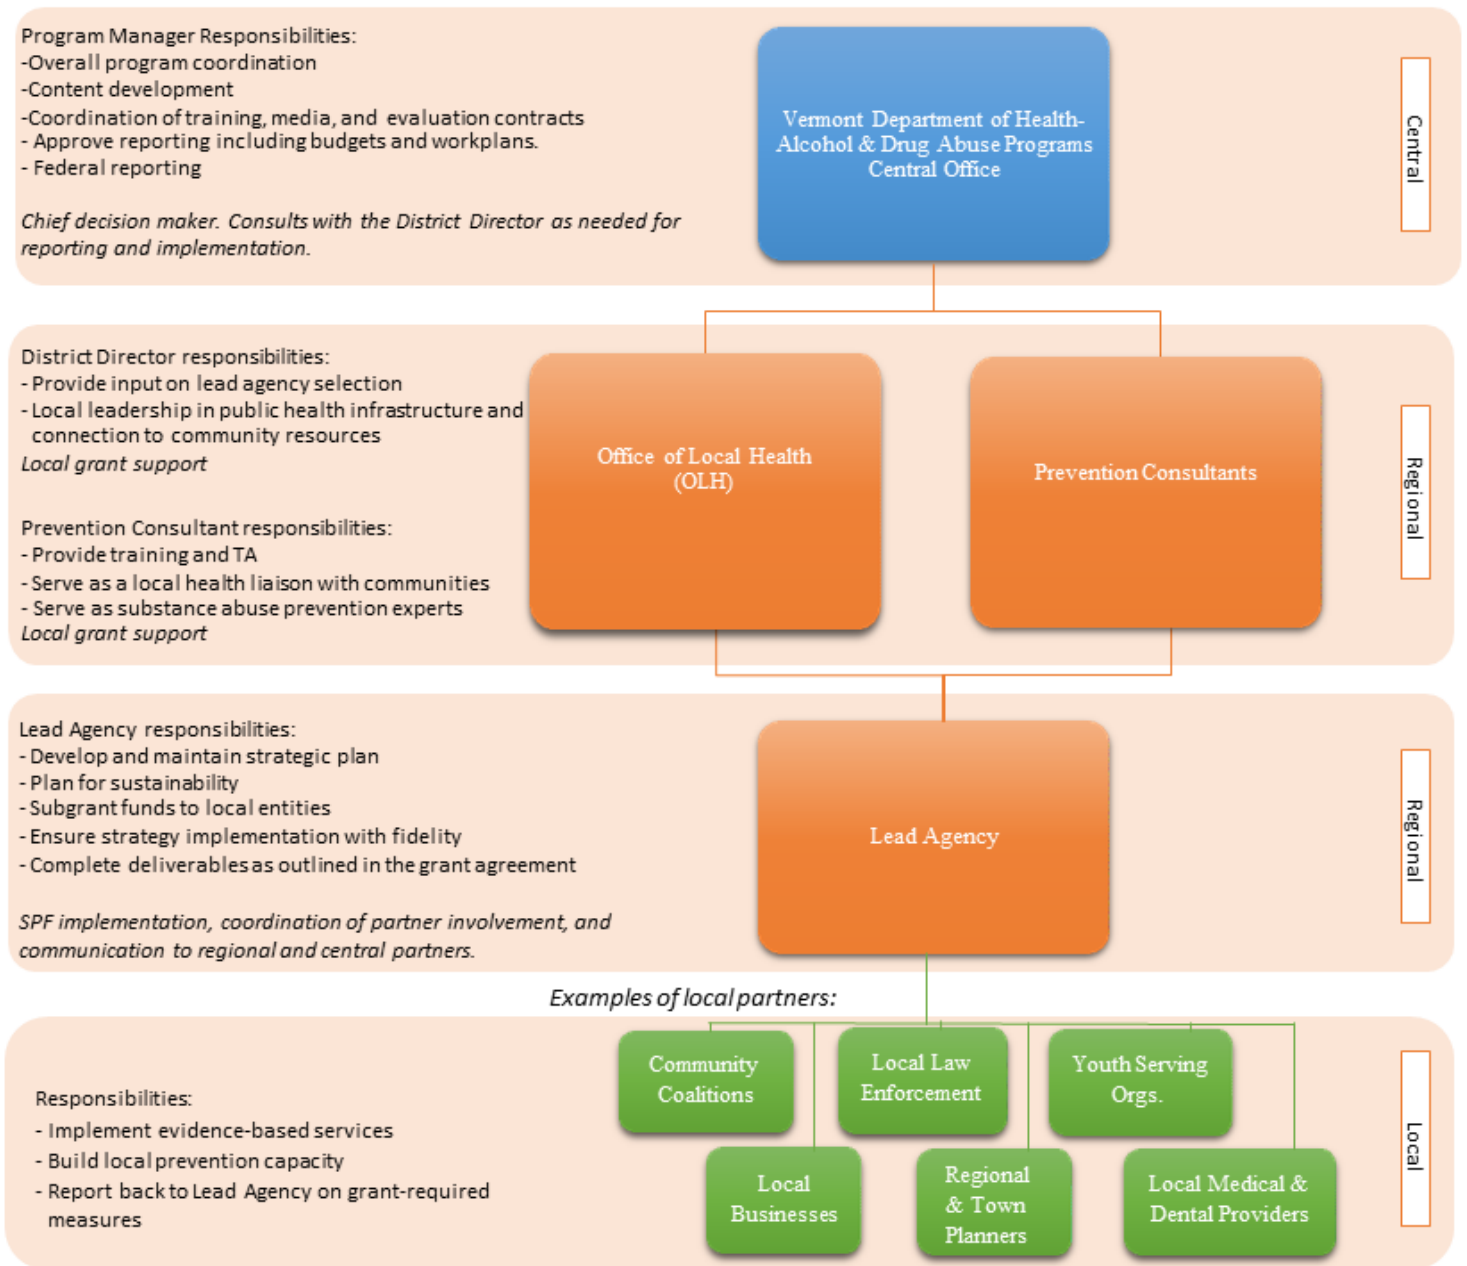 Program Manager Responsibilities:
-Overall program coordination
-Content development
-Coordination of training, media, and evaluation contracts
- Approve reporting including budgets and workplans.
- Federal reporting
Chief decision maker. Consults with the District Director as needed for
reporting and implementation.
Vermont Department of Health-
Alcohol & Drug Abuse Programs
Central Office
Central
District Director responsibilities:
- Provide input on lead agency selection
- Local leadership in public health infrastructure and
connection to community resources
Local grant support
Prevention Consultant responsibilities:
- Provide training and TA
- Serve as a local health liaison with communities
- Serve as substance abuse prevention experts
Local grant support
Office of Local Health
(OLH)
Prevention Consultants
Regional
Lead Agency responsibilities:
- Develop and maintain strategic plan
- Plan for sustainability
- Subgrant funds to local entities
- Ensure strategy implementation with fidelity
- Complete deliverables as outlined in the grant agreement
SPF implementation, coordination of partner involvement, and
communication to regional and central partners.
Lead Agency
Regional
Examples of local partners:
Responsibilities:
- Implement evidence-based services
- Build local prevention capacity
- Report back to Lead Agency on grant-required
measures
Community
Coalitions
Local Law
Enforcement
Youth Serving
Orgs.
Local
Businesses
Regional
& Town
Planners
Local Medical &
Dental Providers
Local